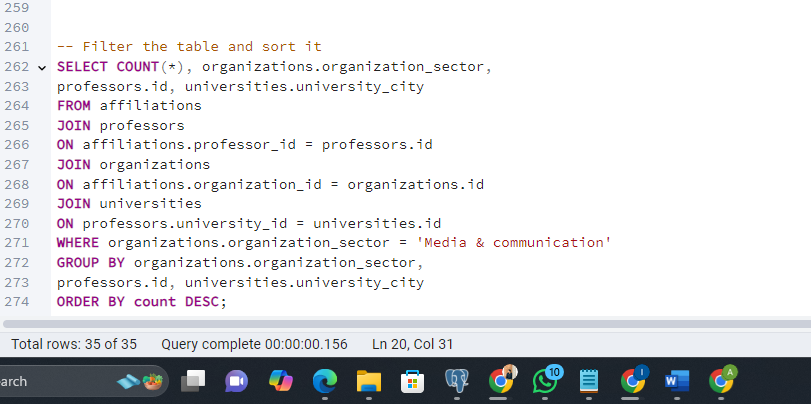 259
260
261 -- Filter the table and sort it
262 SELECT COUNT(*), organizations.organization_sector,
263 professors.id, universities.university_city
264 FROM affiliations
265 JOIN professors
266 ON affiliations.professor_id = professors.id
267 JOIN organizations
268 ON affiliations.organization_id = organizations.id
269 JOIN universities
270 ON professors.university_id = universities.id
271 WHERE organizations.organization_sector = 'Media & communication'
272 GROUP BY organizations.organization_sector,
273 professors.id, universities.university_city
274 ORDER BY count DESC;
Total rows: 35 of 35 Query complete 00:00:00.156 Ln 20, Col 31
earch 10 I W A